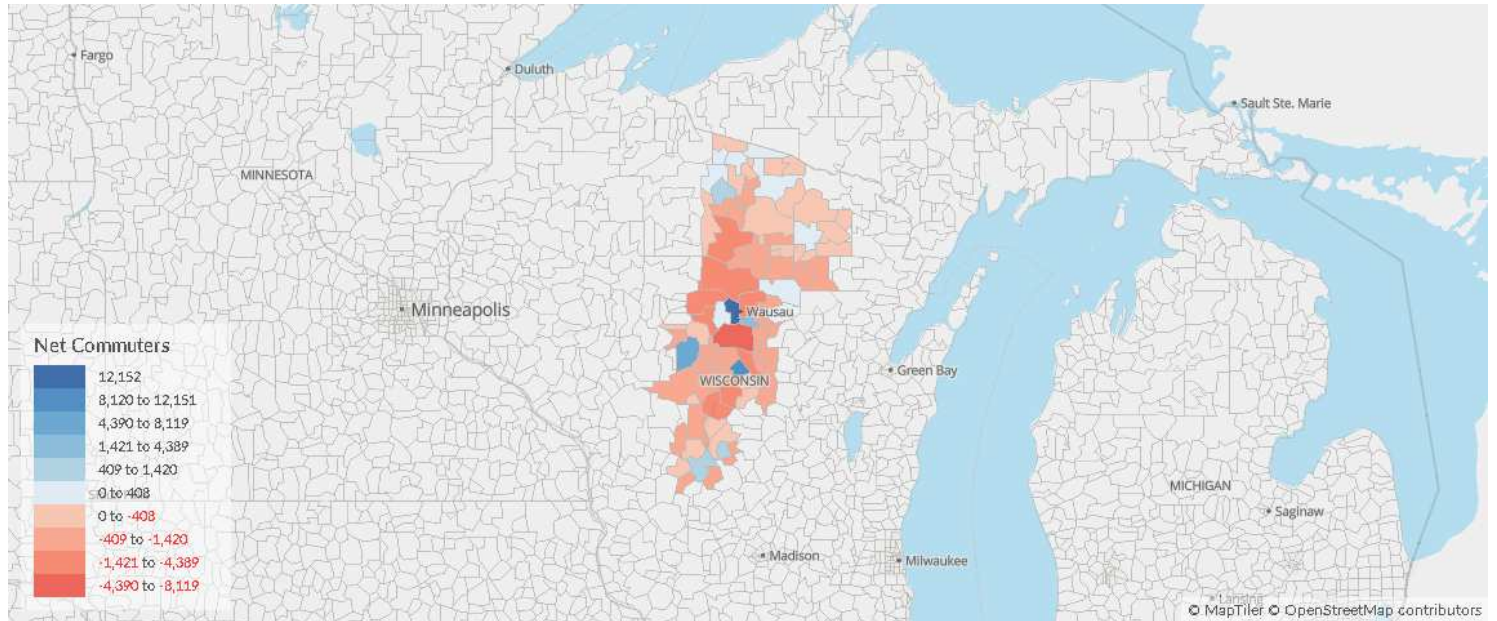 Fargo
Duluth
Sault Ste. Marie
MINNESOTA
Minneapolis
Wausau
Green Bay
WISCONSIN
Net Commuters
12,152
8,120 to 12,151
4,390 to 8,119
1,421 to 4,389
409 to 1,420
0 to 408
0 to -408
-409 to -1,420
-1,421 to -4,389
-4,390 to -8,119
MICHIGAN
Saginaw
Madison
Milwaukee
Lansing
© MapTiler © OpenStreetMap contributors